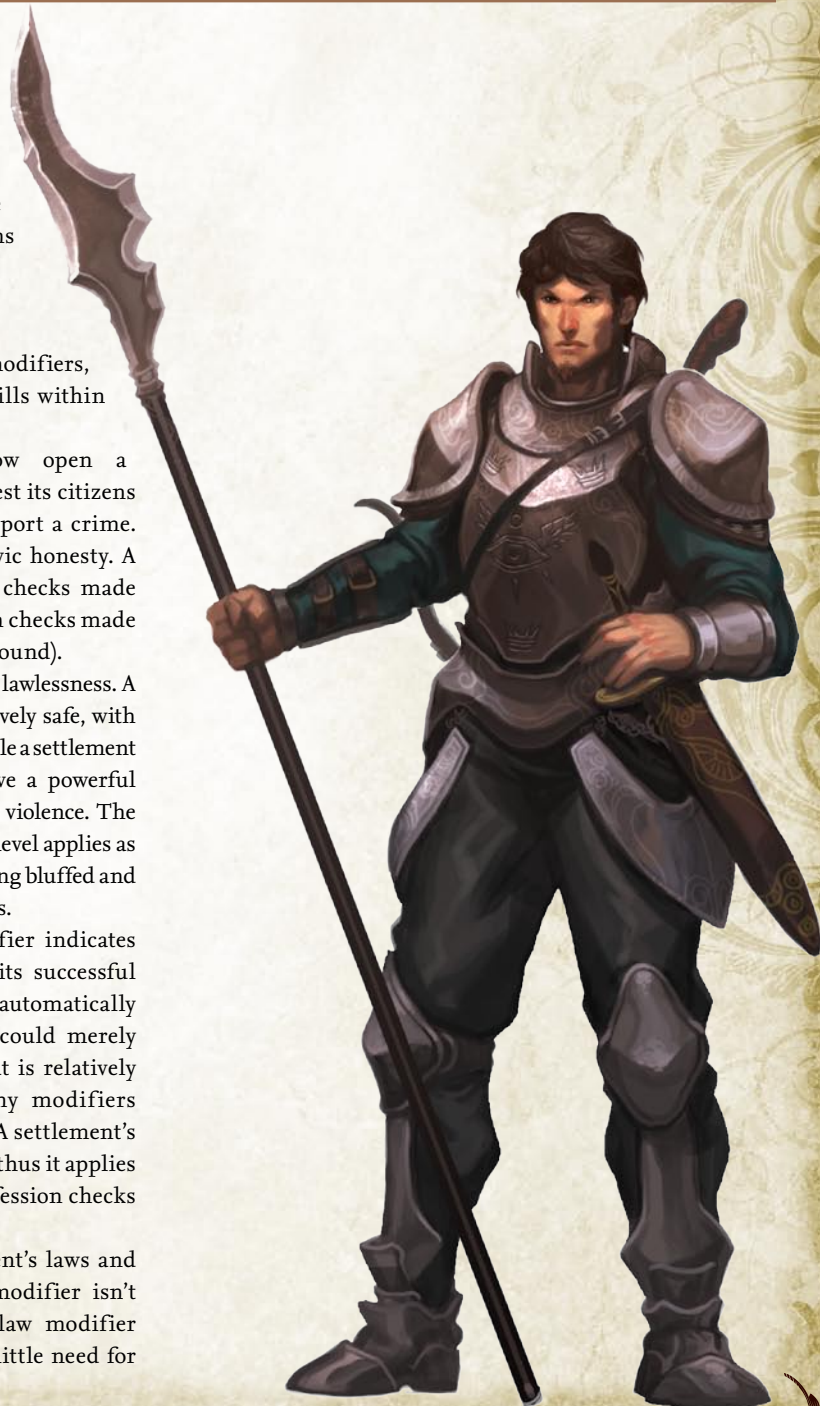 ns
modifiers,
ills within
ow open a
est its citizens
port a crime.
vic honesty. A
checks made
n checks made
ound).
lawlessness. A
vely safe, with
le a settlement
ve a powerful
violence. The
level applies as
ng bluffed and
s.
fier indicates
its successful
automatically
could merely
t is relatively
ny modifiers
A settlement's
thus it applies
fession checks
ent's laws and
modifier isn't
law modifier
little need for